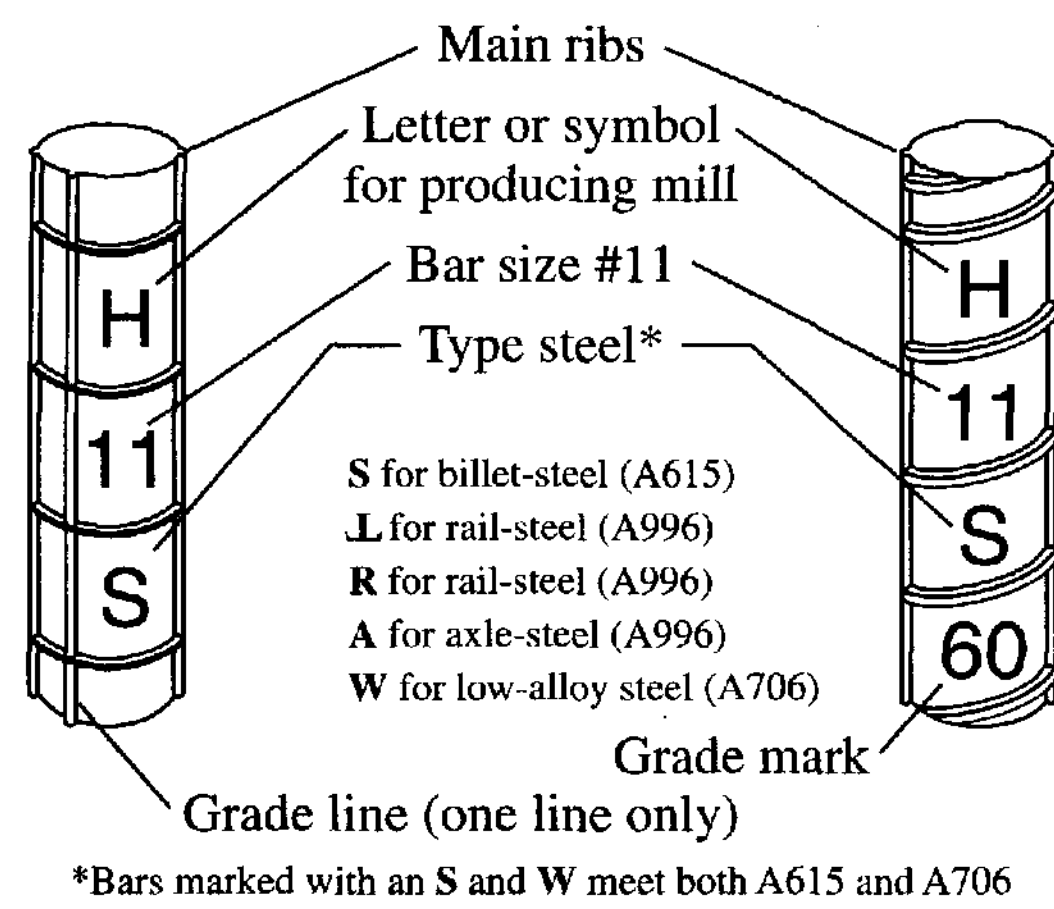 Main ribs
Letter or symbol
for producing mill
Bar size #11
Type steel*
H
11
S
H
11
S
60
S for billet-steel (A615)
⅃L for rail-steel (A996)
R for rail-steel (A996)
A for axle-steel (A996)
W for low-alloy steel (A706)
Grade mark
Grade line (one line only)
*Bars marked with an S and W meet both A615 and A706